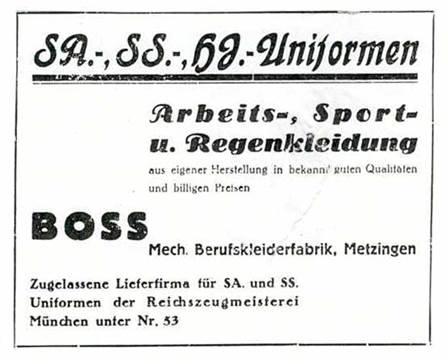 SA.-, SS.-, HJ.-Uniformen
Arbeits-, Sport-
u. Regenkleidung
aus eigener Herstellung in bekannt guten Qualitäten
und billigen Preisen
BOSS
Mech. Berufskleiderfabrik, Metzingen
Zugelassene Lieferfirma für SA. und SS.
Uniformen der Reichszeugmeisterei
München unter Nr. 53